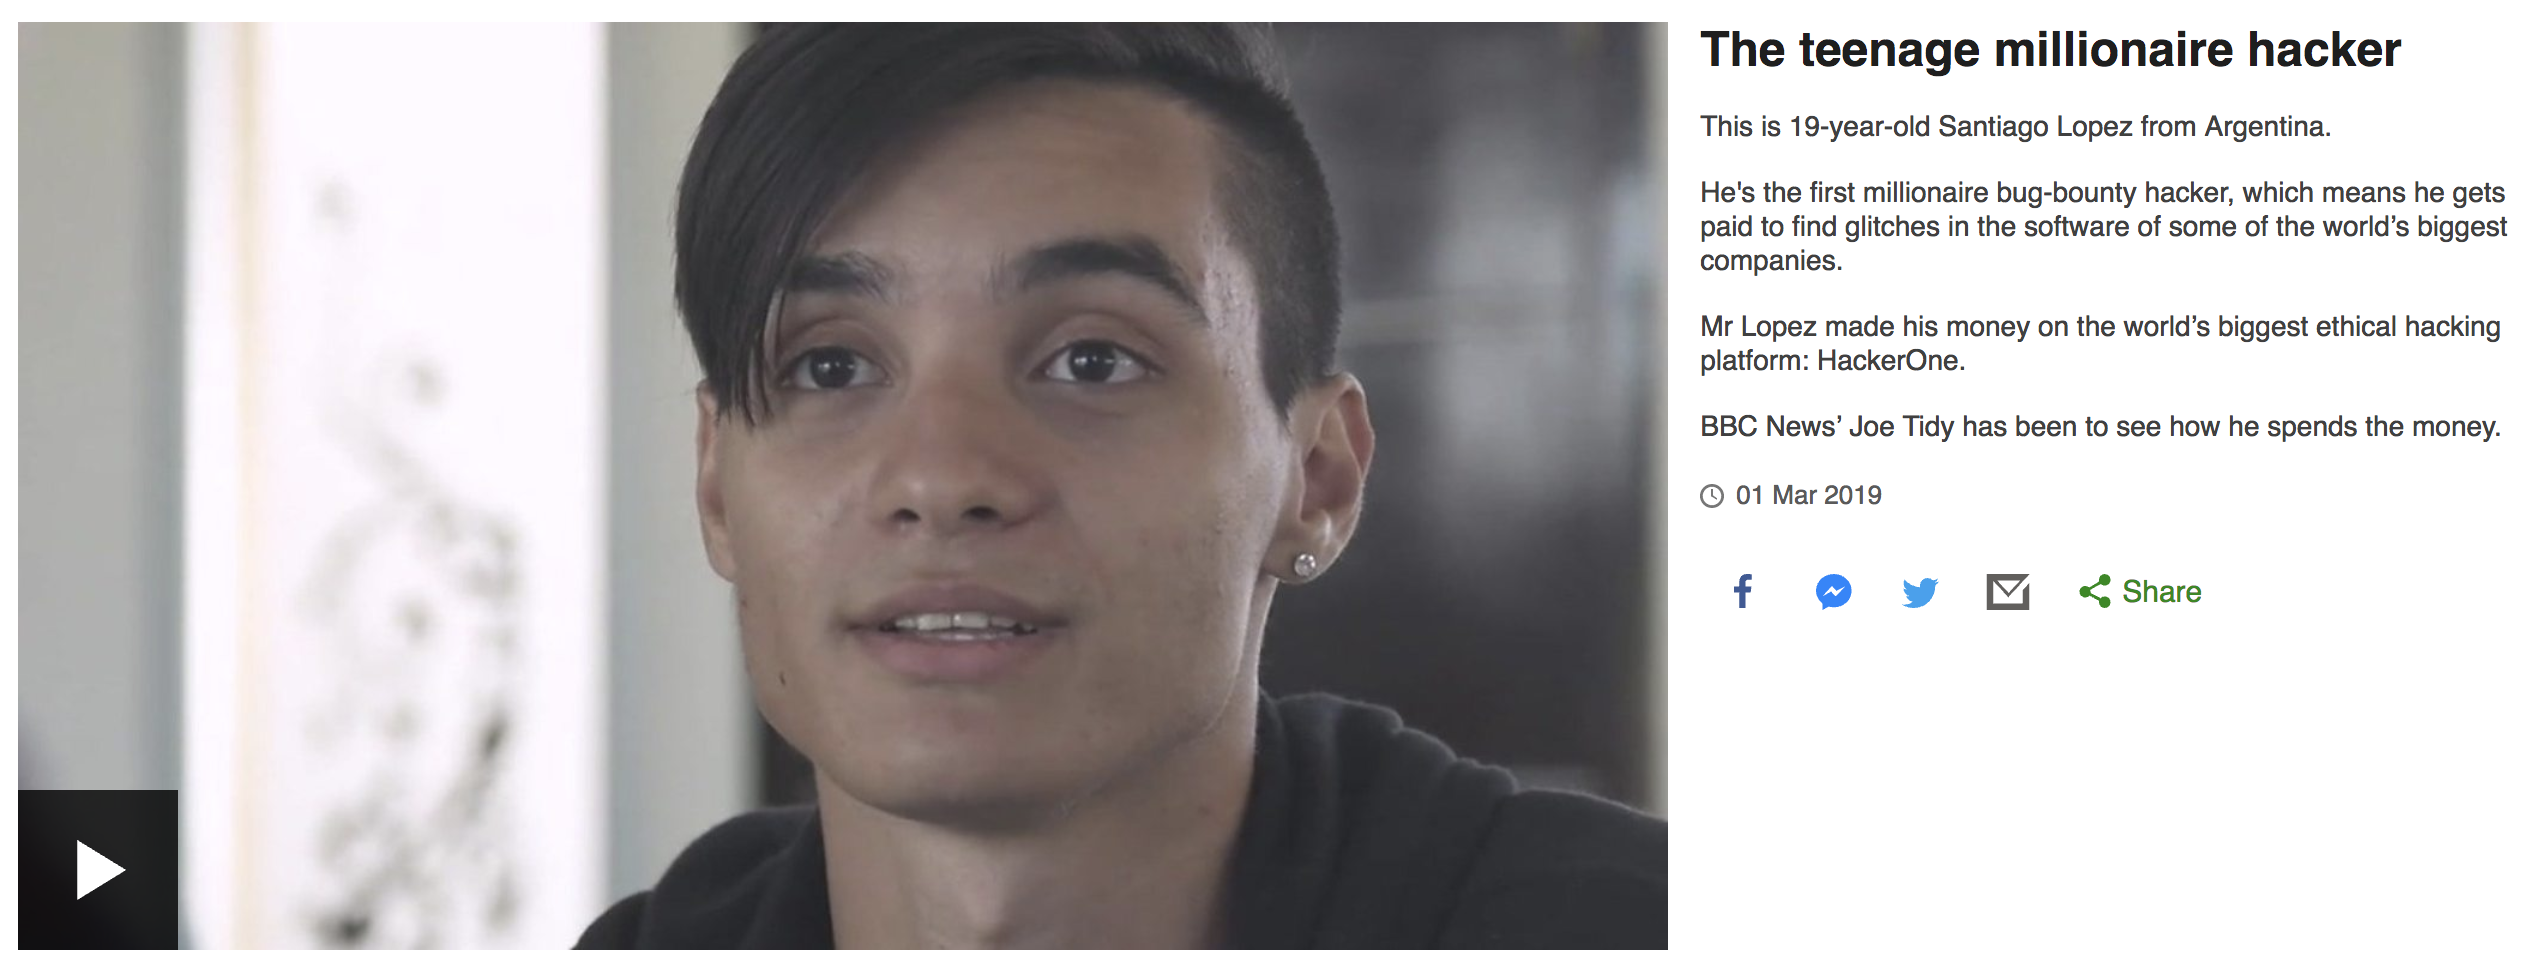 The teenage millionaire hacker
This is 19-year-old Santiago Lopez from Argentina.
He's the first millionaire bug-bounty hacker, which means he gets
paid to find glitches in the software of some of the world’s biggest
companies.
Mr Lopez made his money on the world’s biggest ethical hacking
platform: HackerOne.
BBC News’ Joe Tidy has been to see how he spends the money.
01 Mar 2019
Share